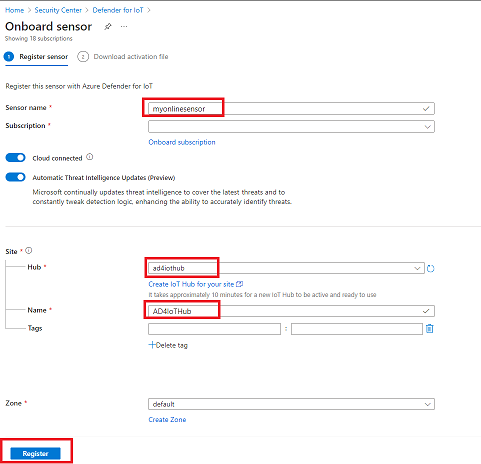 Home > Security Center > Defender for IoT >
Onboard sensor ...
Showing 18 subscriptions
1 Register sensor 2 Download activation file
Register this sensor with Azure Defender for IoT
Sensor name * myonlinesensor
Subscription *
Onboard subscription
Cloud connected
Automatic Threat Intelligence Updates (Preview)
Microsoft continually updates threat intelligence to cover the latest threats and to
constantly tweak detection logic, enhancing the ability to accurately identify threats.
Site *
Hub * ad4iothub
Create IoT Hub for your site
It takes approximately 10 minutes for a new IoT Hub to be active and ready to use
Name * AD4IoTHub
Tags :
+Delete tag
Zone * default
Create Zone
Register